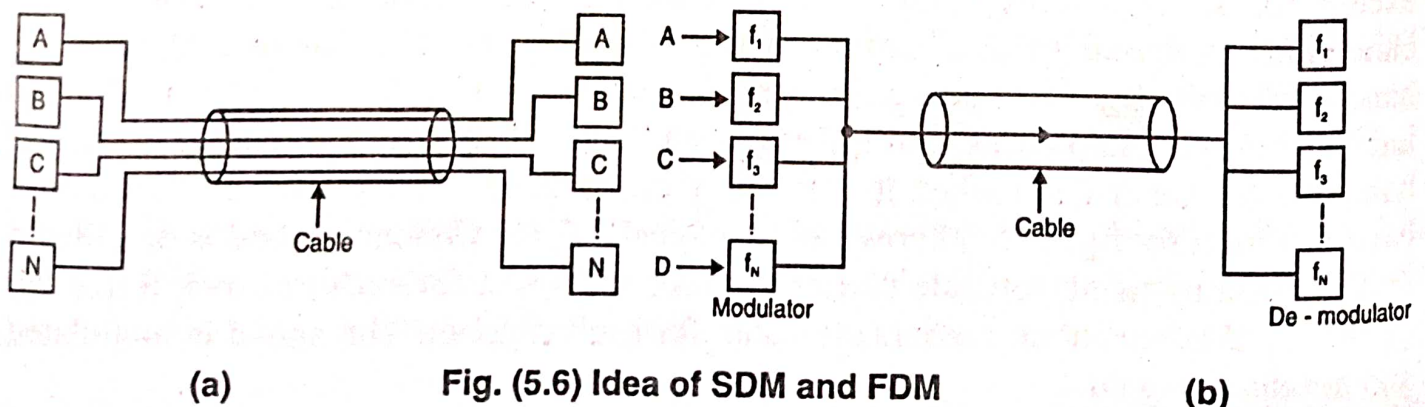 A
B
C
N
Cable
A
B
C
N
A
B
C
D
f₁
f₂
f₃
fN
Modulator
Cable
f₁
f₂
f₃
fN
De - modulator
(a)
Fig. (5.6) Idea of SDM and FDM
(b)